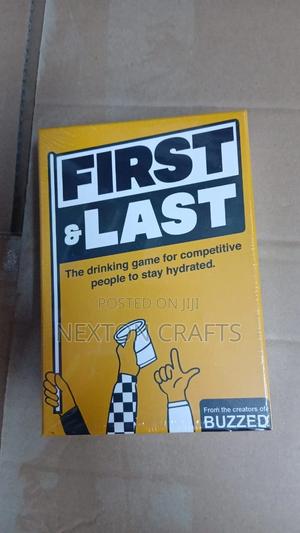 FIRST
& LAST
The drinking game for competitive
people to stay hydrated.
POSTED ON JIJI
CRAFTS
From the creators of
BUZZED